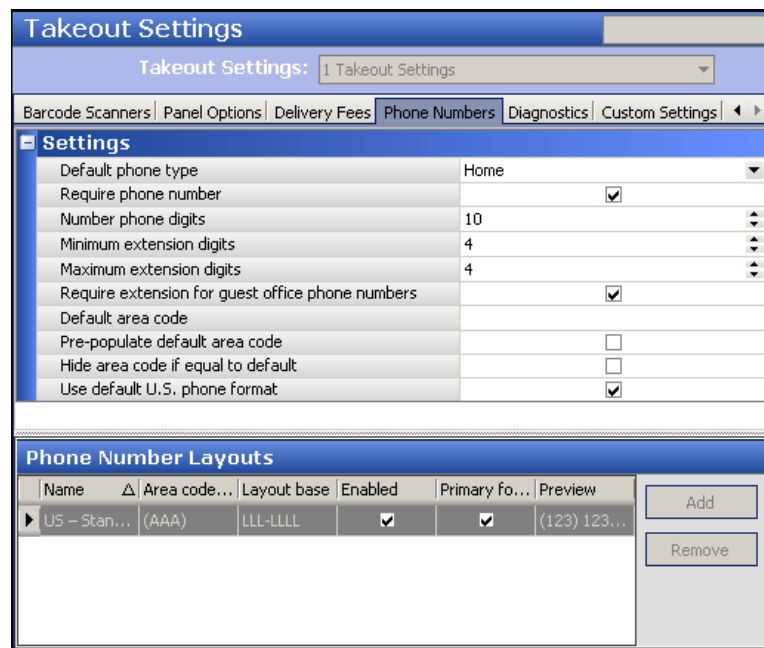 Takeout Settings
Takeout Settings: 1 Takeout Settings
Barcode Scanners Panel Options Delivery Fees Phone Numbers Diagnostics Custom Settings
Settings
Default phone type Home
Require phone number
Number phone digits 10
Minimum extension digits 4
Maximum extension digits 4
Require extension for guest office phone numbers
Default area code
Pre-populate default area code
Hide area code if equal to default
Use default U.S. phone format
Phone Number Layouts
Name Area code... Layout base Enabled Primary fo... Preview
Add
US – Stan... (AAA) LLL-LLLL (123) 123...
Remove